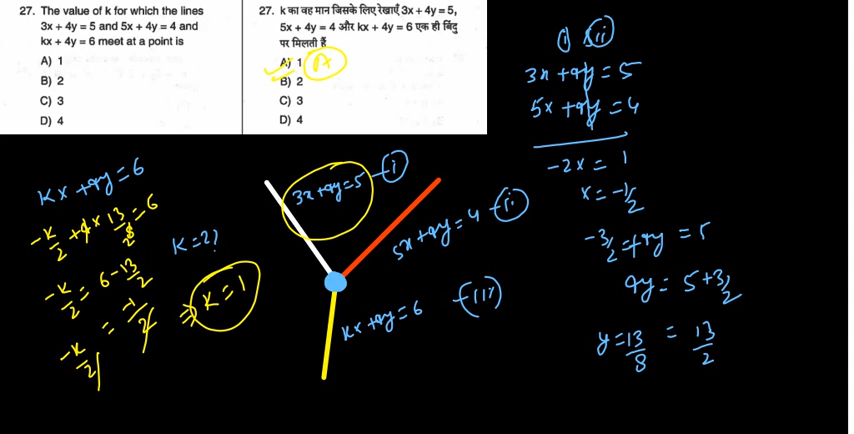 27. The value of k for which the lines
3x + 4y = 5 and 5x + 4y = 4 and
kx + 4y = 6 meet at a point is
A) 1
B) 2
C) 3
D) 4
27. k का वह मान जिसके लिए रेखाएँ 3x + 4y = 5,
5x + 4y = 4 और kx + 4y = 6 एक ही बिंदु
पर मिलती हैं
A) 1 A
B) 2
C) 3
D) 4
Kx + 4y = 6
-k/2 + 4 × 13/8 = 6
-k/2 = 6 - 13/2
-k/2 = -1/2
⇒ K = 1
K = ??
3x + 4y = 5 - (i)
5x + 4y = 4 - (ii)
kx + 4y = 6 - (iii)
(i) (ii)
3x + 4y = 5
5x + 4y = 4
-2x = 1
x = -1/2
-3/2 + 4y = 5
4y = 5 + 3/2
y = 13/8 = 13/2